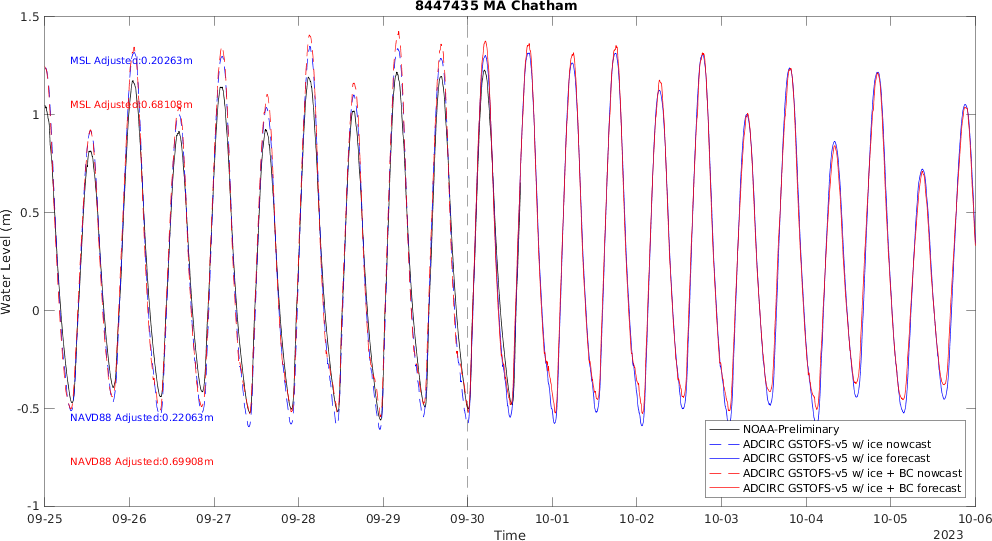 8447435 MA Chatham
1.5
MSL Adjusted:0.20263m
MSL Adjusted:0.68108m
1
0.5
Water Level (m)
0
-0.5
NAVD88 Adjusted:0.22063m
NAVD88 Adjusted:0.69908m
NOAA-Preliminary
ADCIRC GSTOFS-v5 w/ ice nowcast
ADCIRC GSTOFS-v5 w/ ice forecast
ADCIRC GSTOFS-v5 w/ ice + BC nowcast
ADCIRC GSTOFS-v5 w/ ice + BC forecast
-1
09-25 09-26 09-27 09-28 09-29 09-30 10-01 10-02 10-03 10-04 10-05 10-06
Time
2023